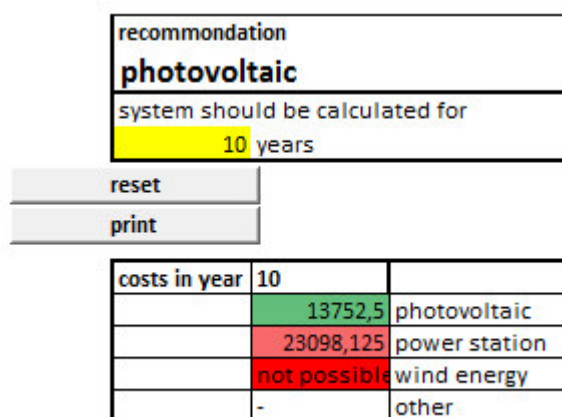 recommondation
photovoltaic
system should be calculated for
10 years
reset
print
costs in year 10
13752,5 photovoltaic
23098,125 power station
not possible wind energy
- other